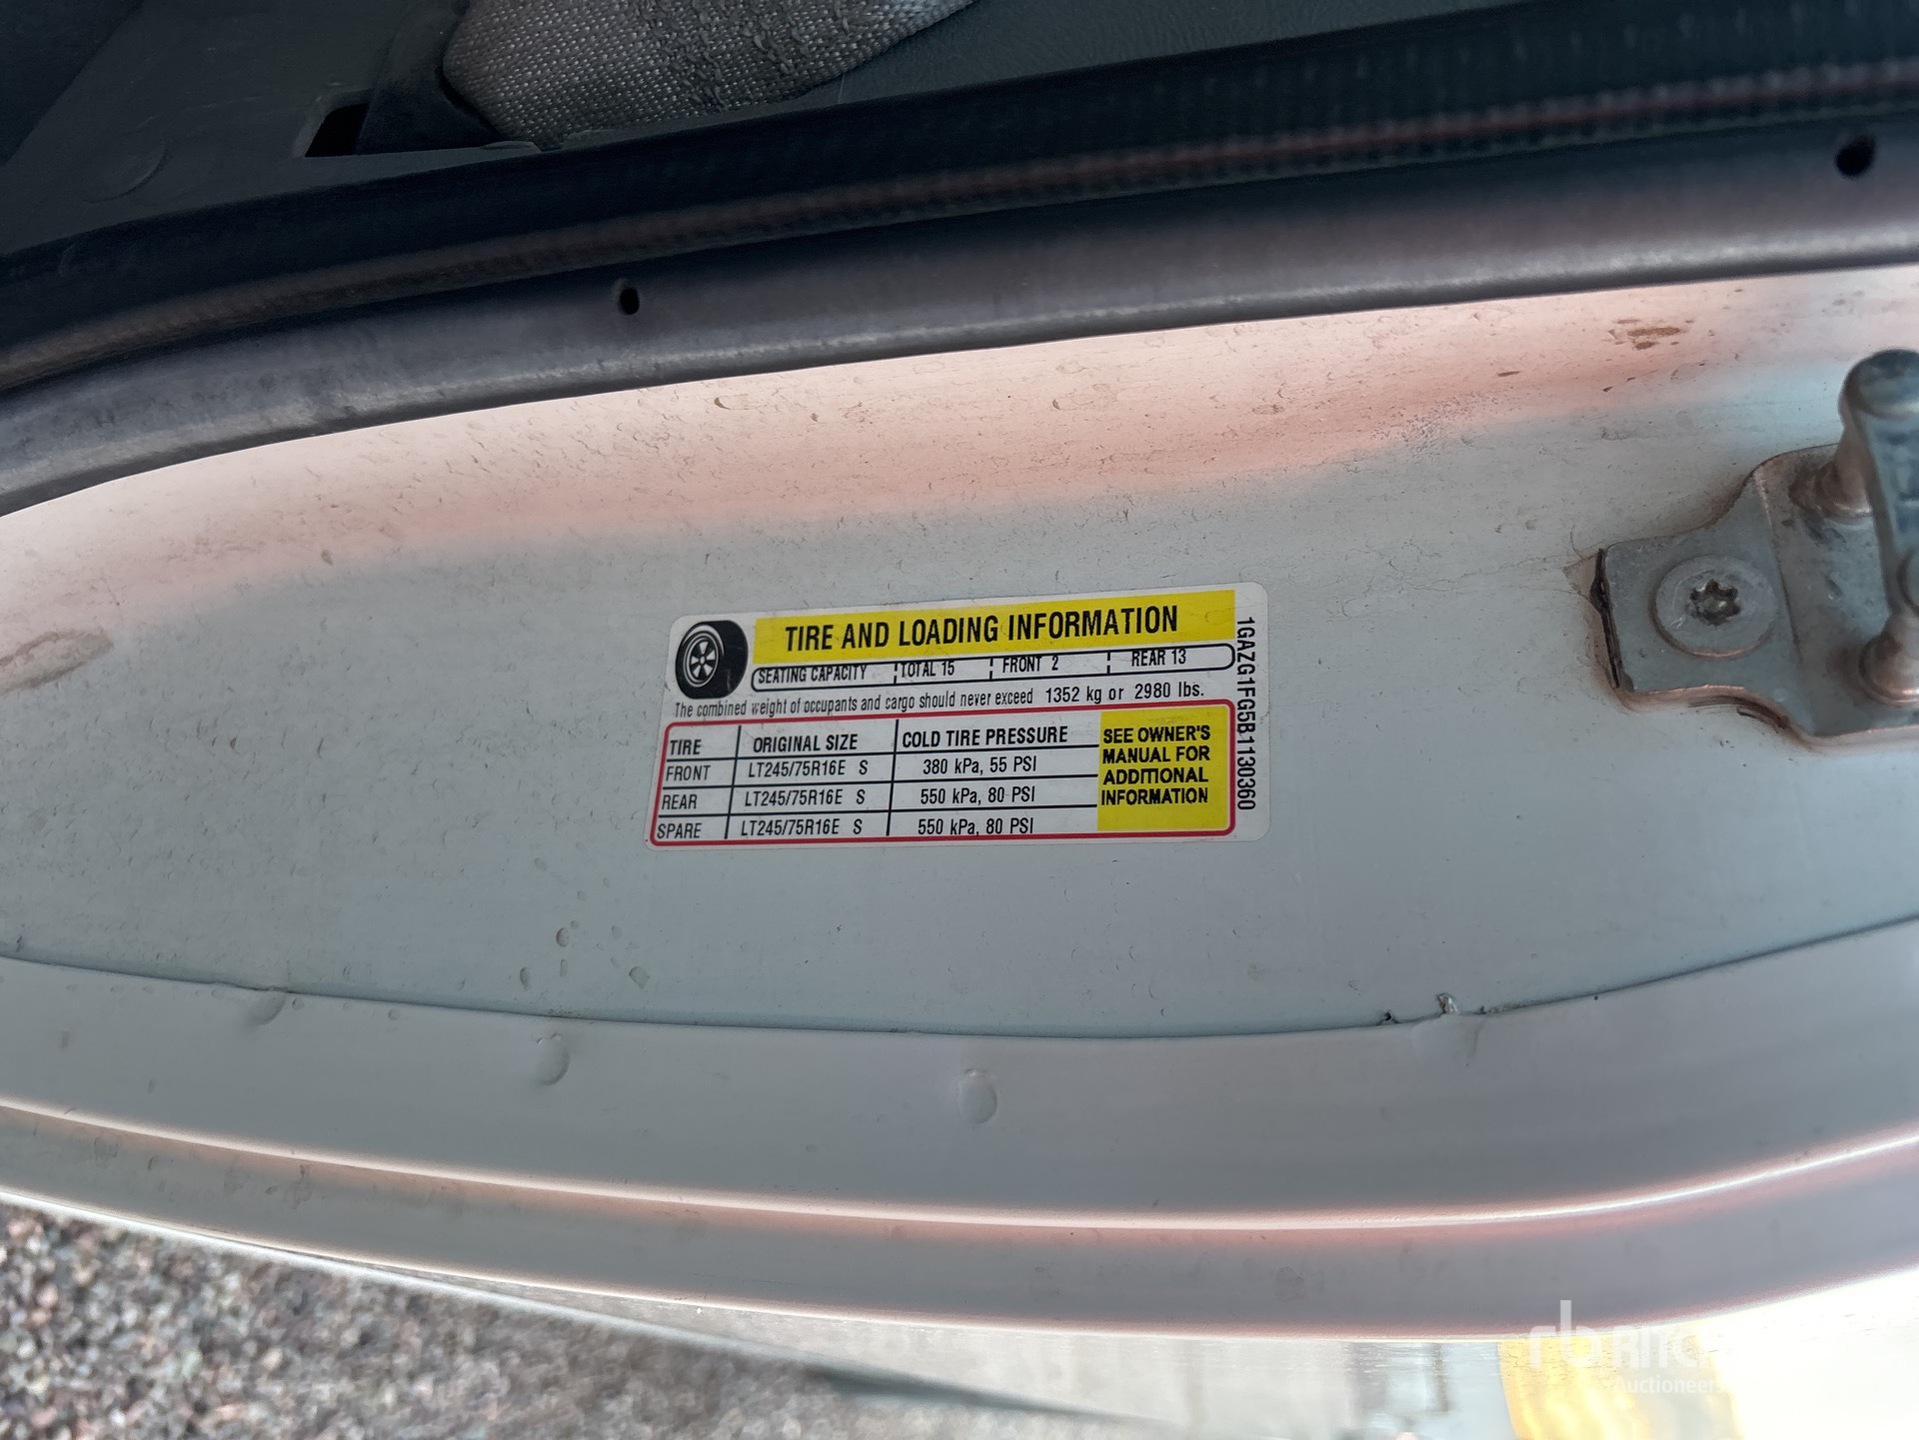 TIRE AND LOADING INFORMATION
SEATING CAPACITY TOTAL 15 FRONT 2 REAR 13
The combined weight of occupants and cargo should never exceed 1352 kg or 2980 lbs.
TIRE ORIGINAL SIZE COLD TIRE PRESSURE
FRONT LT245/75R16E S 380 kPa, 55 PSI
REAR LT245/75R16E S 550 kPa, 80 PSI
SPARE LT245/75R16E S 550 kPa, 80 PSI
SEE OWNER'S
MANUAL FOR
ADDITIONAL
INFORMATION
1GAZG1FG5B1130360
rb RITCHIE
Auctioneers